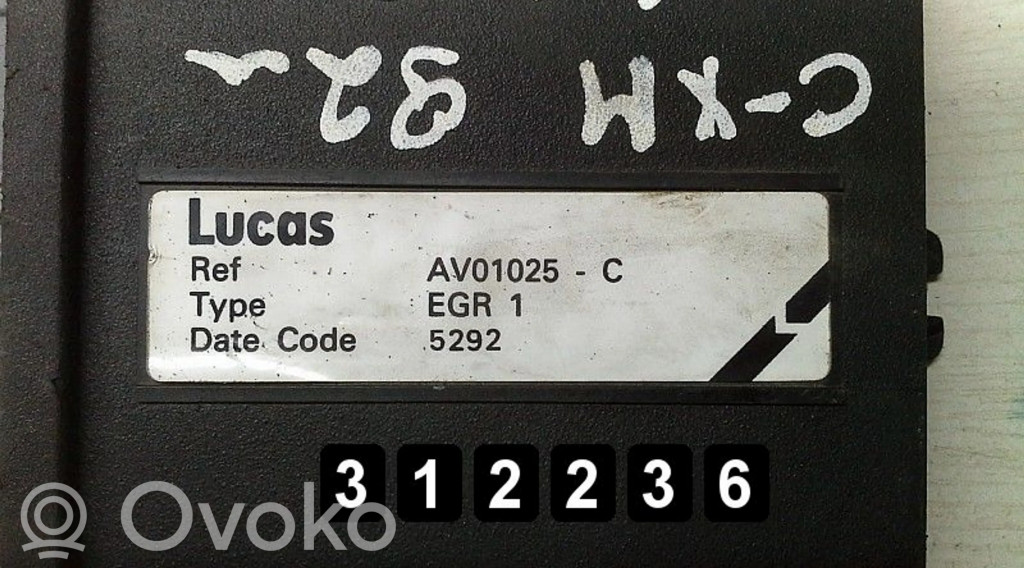 C-XM 92~
Lucas
Ref AV01025 - C
Type EGR 1
Date Code 5292
312236
Ovoko